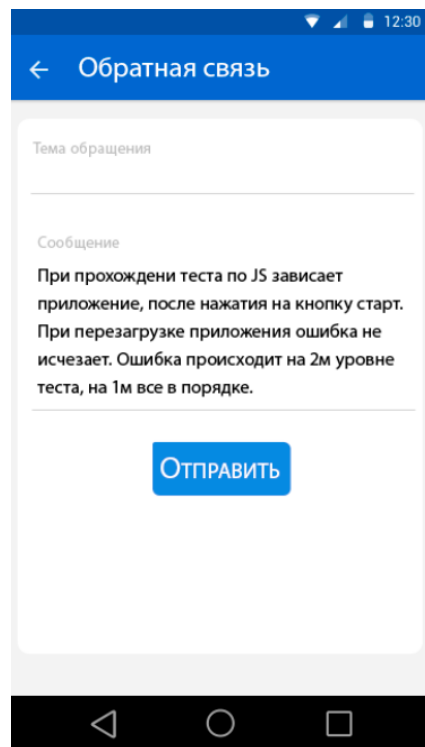 12:30
Обратная связь
Тема обращения
Сообщение
При прохождени теста по JS зависает
приложение, после нажатия на кнопку старт.
При перезагрузке приложения ошибка не
исчезает. Ошибка происходит на 2м уровне
теста, на 1м все в порядке.
Отправить